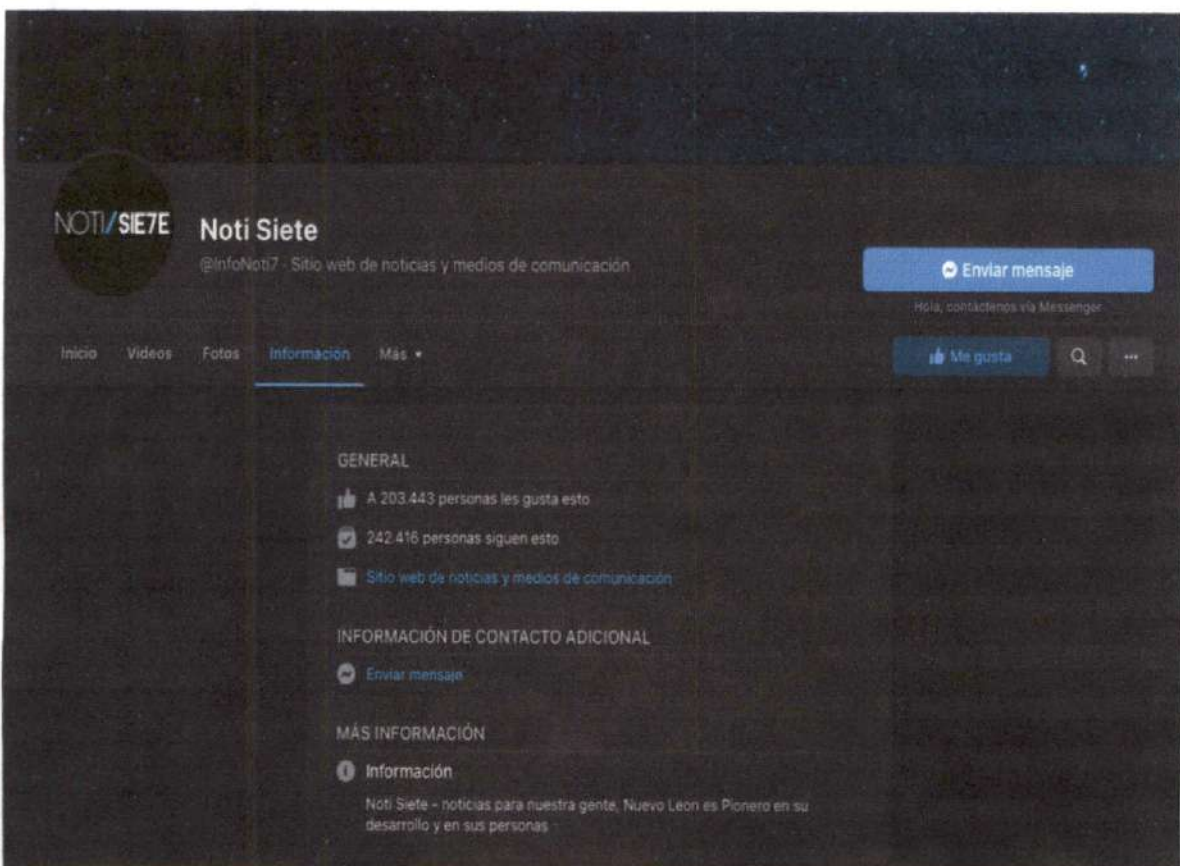 NOTI/SIE7E
Noti Siete
@InfoNoti7 - Sitio web de noticias y medios de comunicación
Enviar mensaje
Hola, contáctenos vía Messenger
Inicio Videos Fotos Información Más
Me gusta
GENERAL
A 203.443 personas les gusta esto
242.416 personas siguen esto
Sitio web de noticias y medios de comunicación
INFORMACIÓN DE CONTACTO ADICIONAL
Enviar mensaje
MÁS INFORMACIÓN
Información
Noti Siete - noticias para nuestra gente, Nuevo Leon es Pionero en su
desarrollo y en sus personas